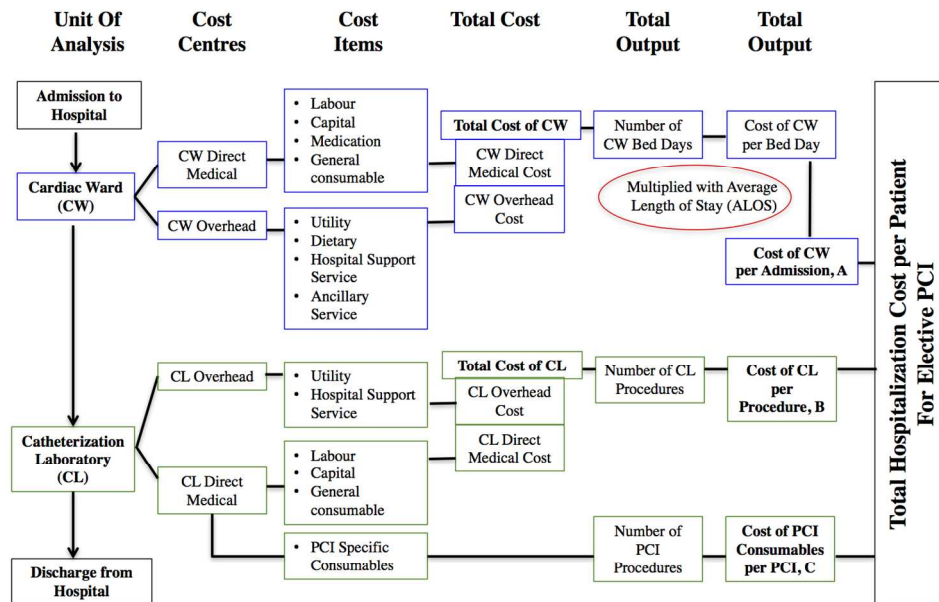 Unit Of
Analysis
Cost
Centres
Cost
Items
Total Cost
Total
Output
Total
Output
Admission to
Hospital
Cardiac Ward
(CW)
CW Direct
Medical
CW Overhead
• Labour
• Capital
• Medication
• General
consumable
• Utility
• Dietary
• Hospital Support
Service
• Ancillary
Service
Total Cost of CW
CW Direct
Medical Cost
CW Overhead
Cost
Number of
CW Bed Days
Cost of CW
per Bed Day
Multiplied with Average
Length of Stay (ALOS)
Cost of CW
per Admission, A
Catheterization
Laboratory
(CL)
CL Overhead
CL Direct
Medical
• Utility
• Hospital Support
Service
• Labour
• Capital
• General
consumable
• PCI Specific
Consumables
Total Cost of CL
CL Overhead
Cost
CL Direct
Medical Cost
Number of CL
Procedures
Cost of CL
per
Procedure, B
Number of
PCI
Procedures
Cost of PCI
Consumables
per PCI, C
Discharge from
Hospital
Total Hospitalization Cost per Patient
For Elective PCI